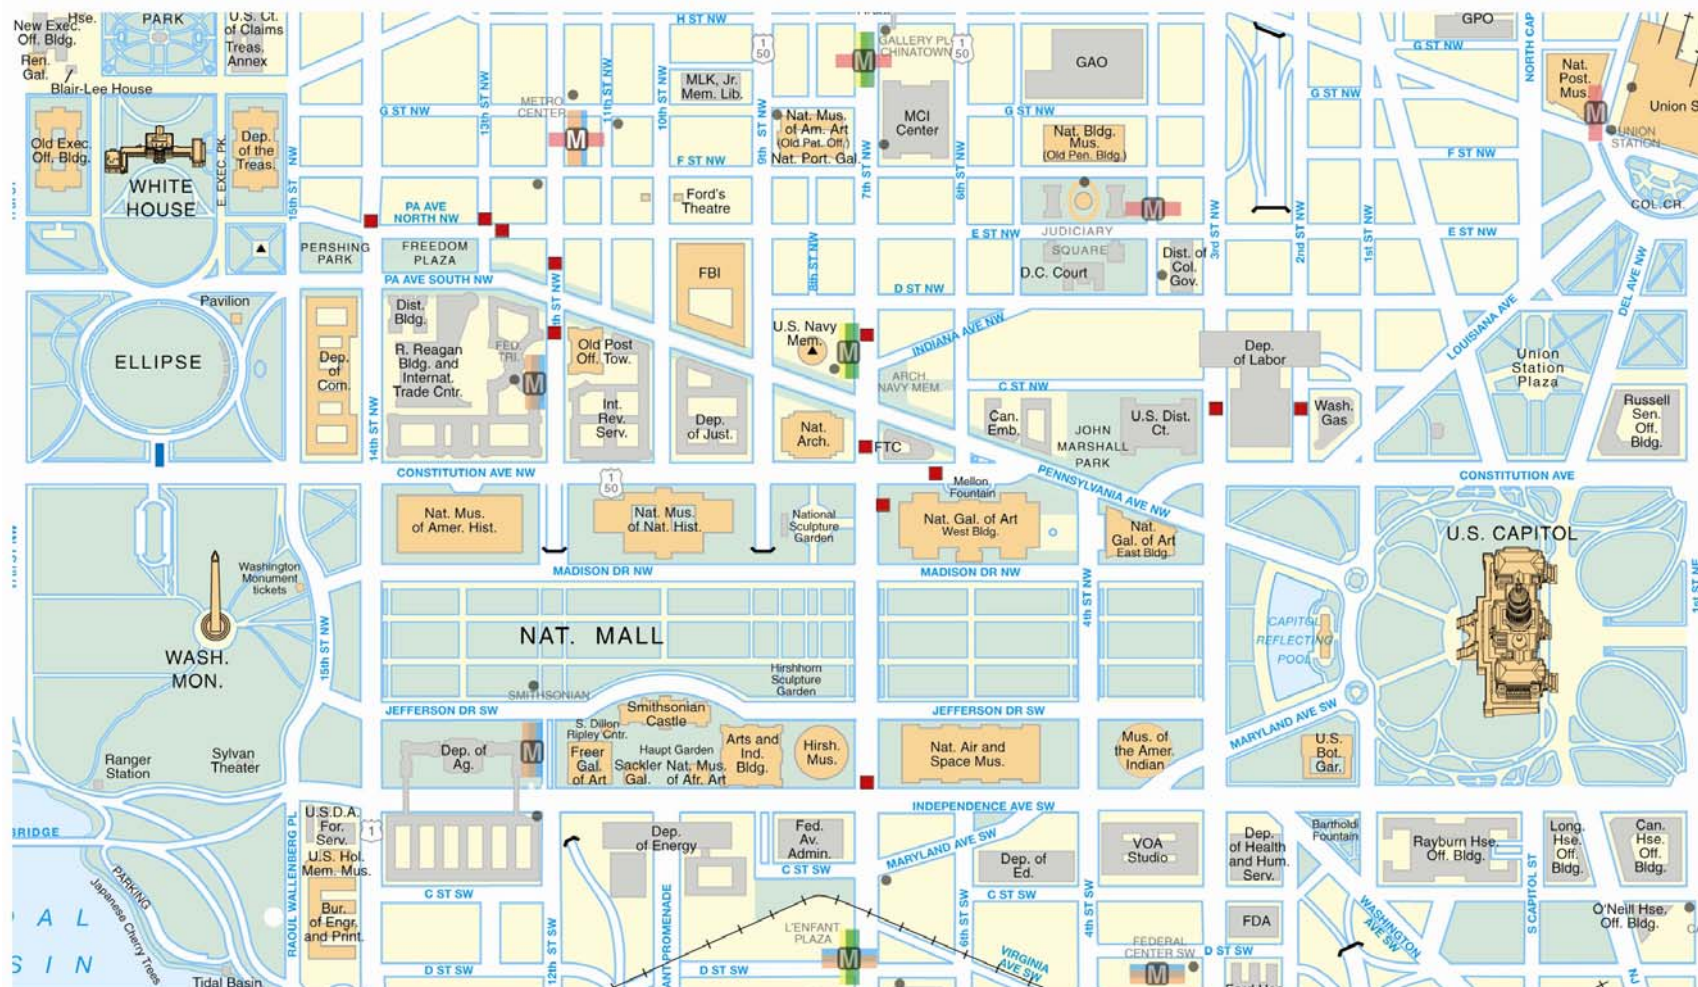 Hse.
PARK
U.S. Ct.
of Claims
H ST NW
GPO
New Exec.
Off. Bldg.
Treas.
Annex
1
50
GALLERY PL
CHINATOWN
1
50
G ST NW
NORTH CAP
Ren.
Gal.
Blair-Lee House
M
GAO
Nat.
Post.
Mus.
13th ST NW
11th ST NW
10th ST NW
MLK, Jr.
Mem. Lib.
G ST NW
METRO
CENTER
9th ST NW
G ST NW
G ST NW
Union S
M
Old Exec.
Off. Bldg.
Dep.
of the
Treas.
E. EXEC. PK
15th ST NW
M
Nat. Mus.
of Am. Art
(Old Pat. Off.)
Nat. Port. Gal.
MCI
Center
Nat. Bldg.
Mus.
(Old Pen. Bldg.)
UNION
STATION
F ST NW
F ST NW
7th ST NW
6th ST NW
WHITE
HOUSE
PA AVE
NORTH NW
Ford's
Theatre
M
3rd ST NW
2nd ST NW
1st ST NW
COL.CR.
PERSHING
PARK
FREEDOM
PLAZA
FBI
8th ST NW
E ST NW
JUDICIARY
SQUARE
E ST NW
D.C. Court
Dist. of
Col.
Gov.
PA AVE SOUTH NW
D ST NW
DEL AVE NW
Pavilion
Dist.
Bldg.
U.S. Navy
Mem.
INDIANA AVE NW
LOUISIANA AVE
ELLIPSE
Dep.
of
Com.
R. Reagan
Bldg. and
Internat.
Trade Cntr.
FED.
TRI.
M
Old Post
Off. Tow.
M
ARCH.
NAVY MEM.
Dep.
of Labor
Union
Station
Plaza
C ST NW
14th ST NW
Int.
Rev.
Serv.
Dep.
of Just.
Nat.
Arch.
FTC
Can.
Emb.
JOHN
MARSHALL
PARK
U.S. Dist.
Ct.
Wash.
Gas
Russell
Sen.
Off.
Bldg.
CONSTITUTION AVE NW
1
50
Mellon
Fountain
PENNSYLVANIA AVE NW
CONSTITUTION AVE
Nat. Mus.
of Amer. Hist.
Nat. Mus.
of Nat. Hist.
National
Sculpture
Garden
Nat. Gal. of Art
West Bldg.
Nat.
Gal. of Art
East Bldg.
U.S. CAPITOL
Washington
Monument
tickets
MADISON DR NW
MADISON DR NW
4th ST NW
1st ST NE
15th ST NW
NAT. MALL
CAPITOL
REFLECTING
POOL
WASH.
MON.
SMITHSONIAN
Hirshhorn
Sculpture
Garden
JEFFERSON DR SW
Smithsonian
Castle
JEFFERSON DR SW
MARYLAND AVE SW
Ranger
Station
Sylvan
Theater
Dep. of
Ag.
M
S. Dillon
Ripley Cntr.
Freer
Gal.
of Art
Haupt Garden
Sackler
Gal.
Nat. Mus.
of Afr. Art
Arts and
Ind.
Bldg.
Hirsh.
Mus.
Nat. Air and
Space Mus.
Mus. of
the Amer.
Indian
U.S.
Bot.
Gar.
INDEPENDENCE AVE SW
BRIDGE
RAOUL WALLENBERG PL
U.S.D.A.
For.
Serv.
1
Dep.
of Energy
Fed.
Av.
Admin.
MARYLAND AVE SW
VOA
Studio
Dep.
of Health
and Hum.
Serv.
Bartholdi
Fountain
Rayburn Hse.
Off. Bldg.
Long.
Hse.
Off.
Bldg.
Can.
Hse.
Off.
Bldg.
U.S. Hol.
Mem. Mus.
PARKING
Japanese Cherry Trees
C ST SW
C ST SW
Dep. of
Ed.
C ST SW
Bur.
of Engr.
and Print.
12th ST SW
ANT PROMENADE
L'ENFANT
PLAZA
6th ST SW
4th ST SW
FDA
WASHINGTON
AVE SW
S CAPITOL ST
O'Neill Hse.
Off. Bldg.
D A L
S I N
Tidal Basin
D ST SW
D ST SW
M
VIRGINIA
AVE SW
FEDERAL
CENTER SW
M
D ST SW
NJ